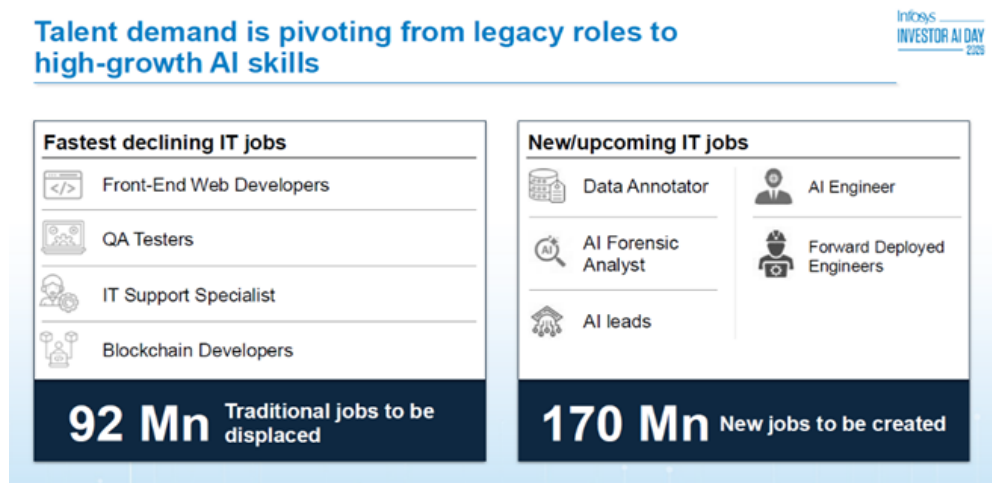 Talent demand is pivoting from legacy roles to
high-growth AI skills
Infosys
INVESTOR AI DAY
2026
Fastest declining IT jobs
</>
Front-End Web Developers
QA Testers
IT Support Specialist
Blockchain Developers
92 Mn Traditional jobs to be
displaced
New/upcoming IT jobs
Data Annotator
AI
AI Forensic
Analyst
AI leads
AI Engineer
Forward Deployed
Engineers
170 Mn New jobs to be created